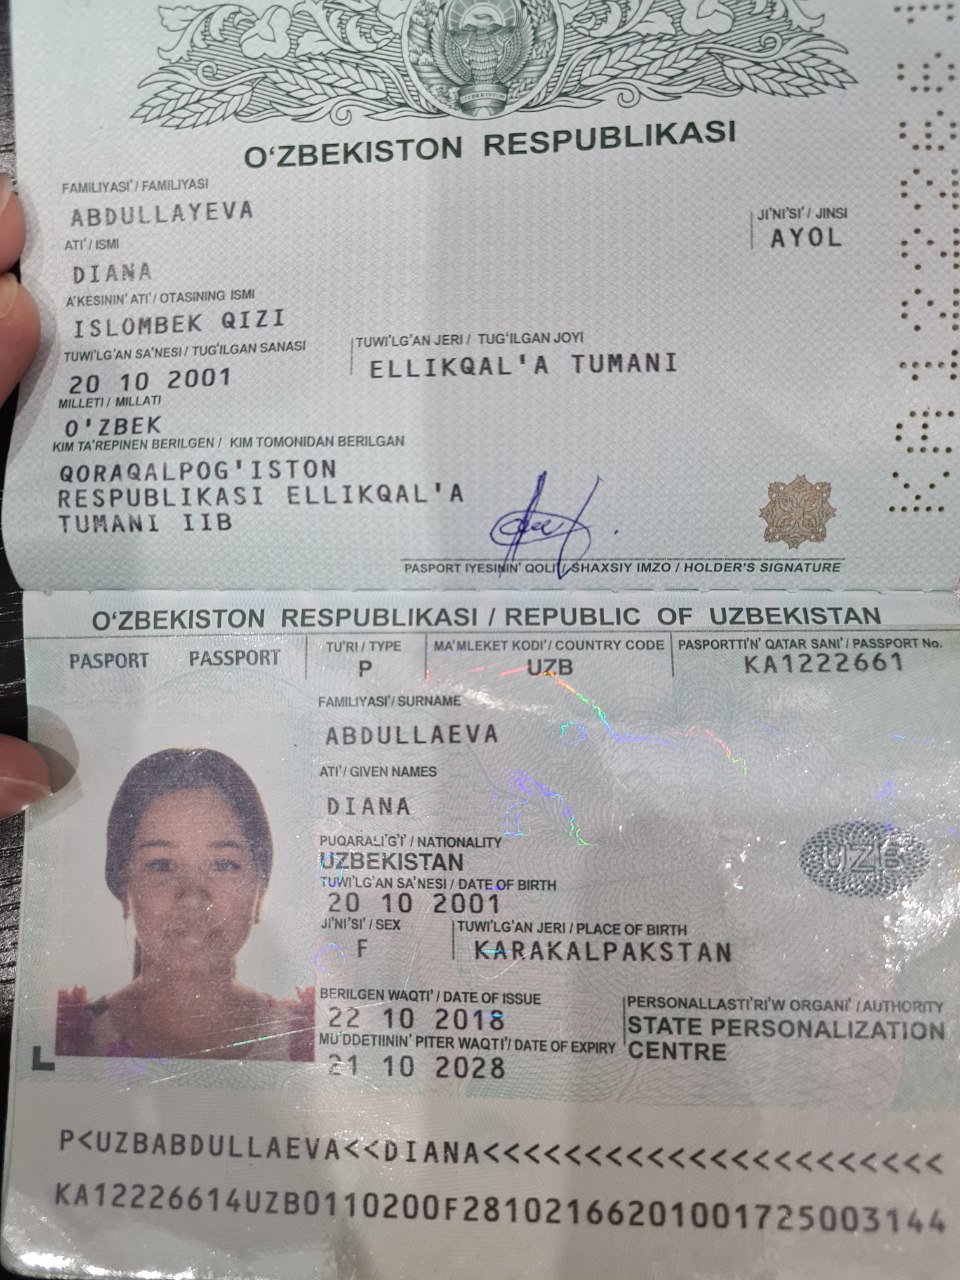 O‘ZBEKISTON RESPUBLIKASI
FAMILIYASI'/ FAMILIYASI
ABDULLAYEVA
JI'NI'SI' / JINSI
AYOL
ATI' / ISMI
DIANA
A'KESININ' ATI' / OTASINING ISMI
ISLOMBEK QIZI
TUWI'LG'AN SA'NESI / TUG‘ILGAN SANASI
20 10 2001
TUWI'LG'AN JERI / TUG‘ILGAN JOYI
ELLIKQAL'A TUMANI
MILLETI / MILLATI
O'ZBEK
KIM TA'REPINEN BERILGEN / KIM TOMONIDAN BERILGAN
QORAQALPOG'ISTON
RESPUBLIKASI ELLIKQAL'A
TUMANI IIB
PASPORT IYESININ' QOLI' / SHAXSIY IMZO / HOLDER'S SIGNATURE
O‘ZBEKISTON RESPUBLIKASI / REPUBLIC OF UZBEKISTAN
PASPORT PASSPORT
TU'RI / TYPE
P
MA'MLEKET KODI' / COUNTRY CODE
UZB
PASPORTTI'N' QATAR SANI' / PASSPORT No.
KA1222661
FAMILIYASI' / SURNAME
ABDULLAEVA
ATI' / GIVEN NAMES
DIANA
PUQARALI'G'I' / NATIONALITY
UZBEKISTAN
UZB
TUWI'LG'AN SA'NESI / DATE OF BIRTH
20 10 2001
JI'NI'SI' / SEX
F
TUWI'LG'AN JERI / PLACE OF BIRTH
KARAKALPAKSTAN
BERILGEN WAQTI' / DATE OF ISSUE
22 10 2018
PERSONALLASTI'RI'W ORGANI' / AUTHORITY
STATE PERSONALIZATION
CENTRE
MU'DDETININ' PITER WAQTI'/ DATE OF EXPIRY
21 10 2028
P<UZBABDULLAEVA<<DIANA<<<<<<<<<<<<<<<<<<<<<<
KA12226614UZB0110200F28102166201001725003144